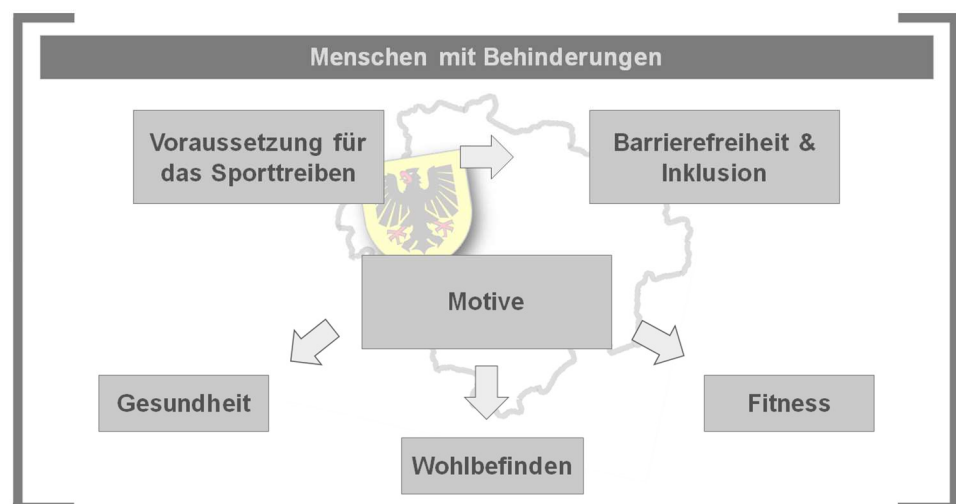 Menschen mit Behinderungen
Voraussetzung für
das Sporttreiben
Barrierefreiheit &
Inklusion
Motive
Gesundheit
Wohlbefinden
Fitness